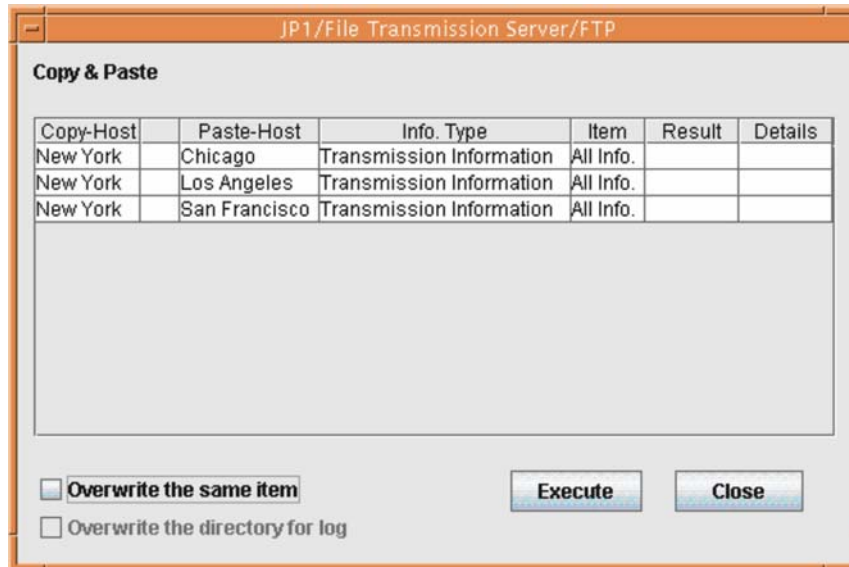 JP1/File Transmission Server/FTP
Copy & Paste
Copy-Host Paste-Host Info. Type Item Result Details
New York Chicago Transmission Information All Info.
New York Los Angeles Transmission Information All Info.
New York San Francisco Transmission Information All Info.
Overwrite the same item Execute Close
Overwrite the directory for log